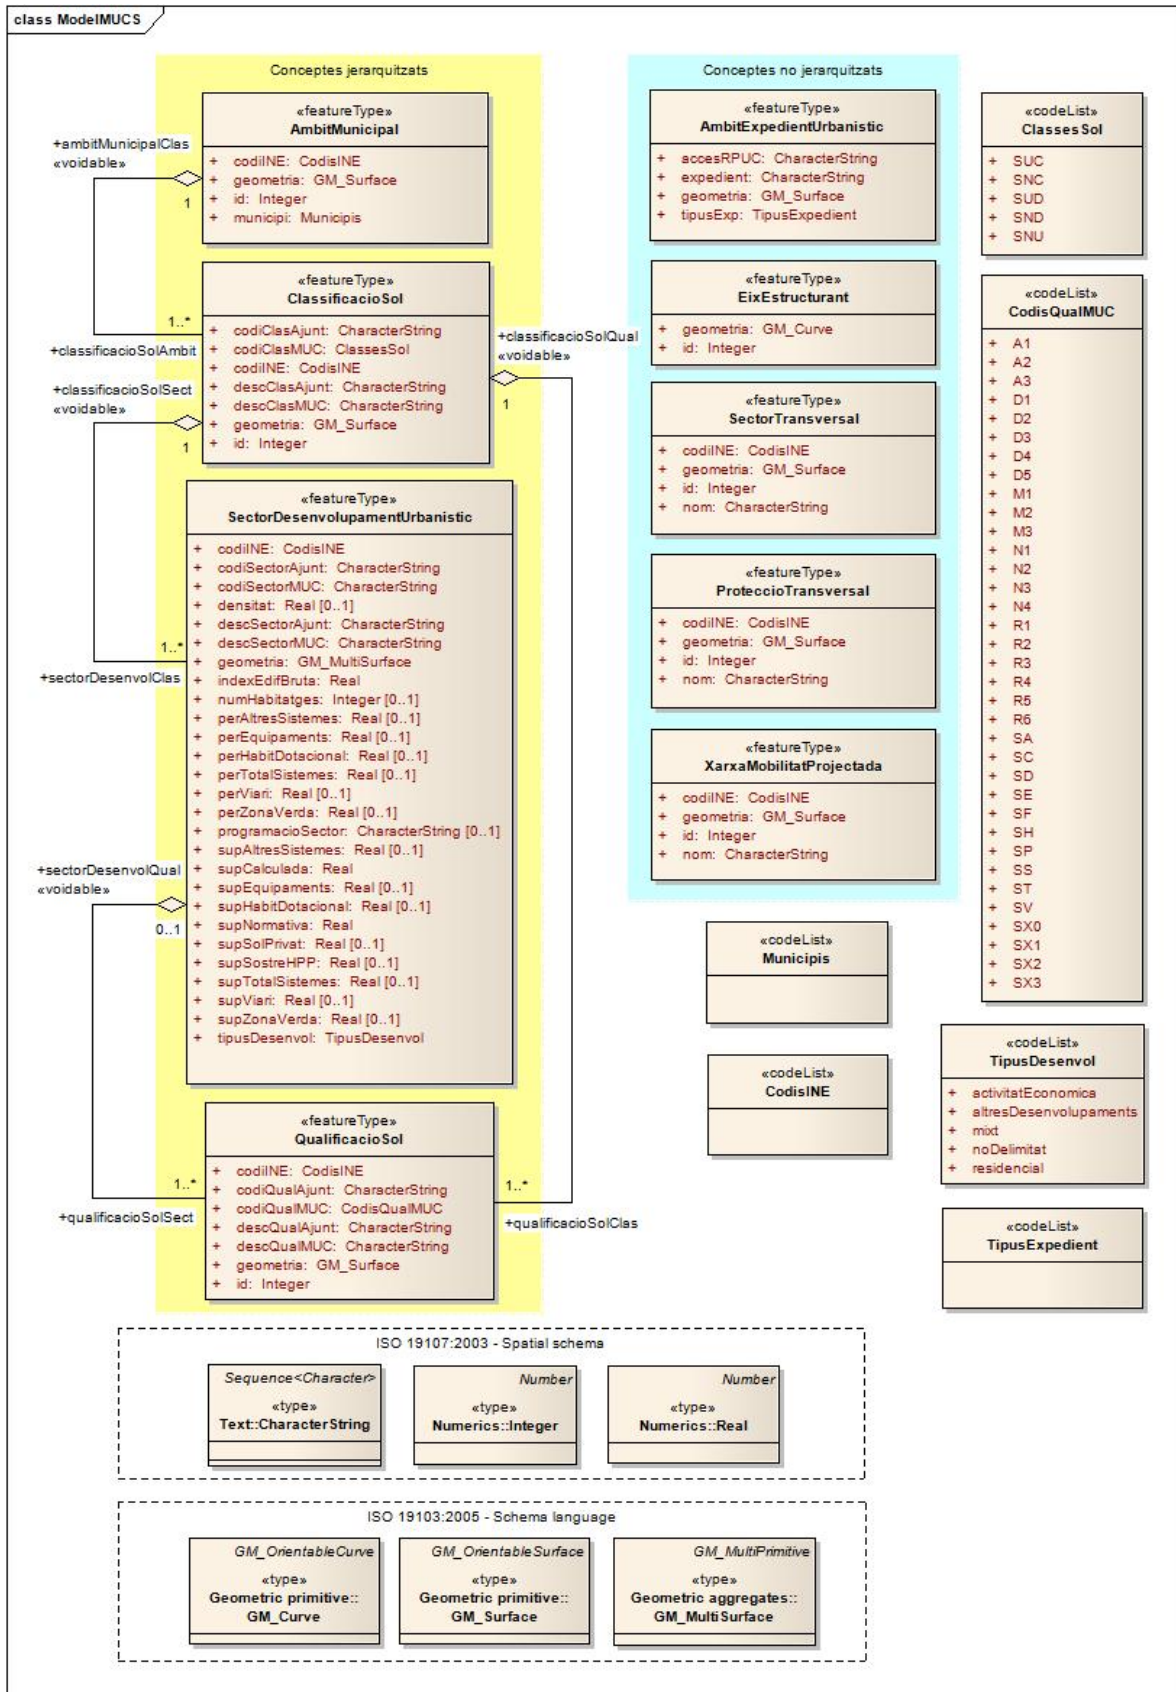 class ModelMUCS
Conceptes jerarquitzats
«featureType»
AmbitMunicipal
+ codiINE: CodisINE
+ geometria: GM_Surface
+ id: Integer
+ municipi: Municipis
+ambitMunicipalClas
«voidable»
1
1..*
+classificacioSolAmbit
«featureType»
ClassificacioSol
+ codiClasAjunt: CharacterString
+ codiClasMUC: ClassesSol
+ codiINE: CodisINE
+ descClasAjunt: CharacterString
+ descClasMUC: CharacterString
+ geometria: GM_Surface
+ id: Integer
+classificacioSolQual
«voidable»
1
+classificacioSolSect
«voidable»
1
1..*
+sectorDesenvolClas
«featureType»
SectorDesenvolupamentUrbanistic
+ codiINE: CodisINE
+ codiSectorAjunt: CharacterString
+ codiSectorMUC: CharacterString
+ densitat: Real [0..1]
+ descSectorAjunt: CharacterString
+ descSectorMUC: CharacterString
+ geometria: GM_MultiSurface
+ indexEdifBruta: Real
+ numHabitatges: Integer [0..1]
+ perAltresSistemes: Real [0..1]
+ perEquipaments: Real [0..1]
+ perHabitDotacional: Real [0..1]
+ perTotalSistemes: Real [0..1]
+ perViari: Real [0..1]
+ perZonaVerda: Real [0..1]
+ programacioSector: CharacterString [0..1]
+ supAltresSistemes: Real [0..1]
+ supCalculada: Real
+ supEquipaments: Real [0..1]
+ supHabitDotacional: Real [0..1]
+ supNormativa: Real
+ supSolPrivat: Real [0..1]
+ supSostreHPP: Real [0..1]
+ supTotalSistemes: Real [0..1]
+ supViari: Real [0..1]
+ supZonaVerda: Real [0..1]
+ tipusDesenvol: TipusDesenvol
+sectorDesenvolQual
«voidable»
0..1
1..*
+qualificacioSolSect
«featureType»
QualificacioSol
+ codiINE: CodisINE
+ codiQualAjunt: CharacterString
+ codiQualMUC: CodisQualMUC
+ descQualAjunt: CharacterString
+ descQualMUC: CharacterString
+ geometria: GM_Surface
+ id: Integer
1..*
+qualificacioSolClas
Conceptes no jerarquitzats
«featureType»
AmbitExpedientUrbanistic
+ accesRPUC: CharacterString
+ expedient: CharacterString
+ geometria: GM_Surface
+ tipusExp: TipusExpedient
«featureType»
EixEstructurant
+ geometria: GM_Curve
+ id: Integer
«featureType»
SectorTransversal
+ codiINE: CodisINE
+ geometria: GM_Surface
+ id: Integer
+ nom: CharacterString
«featureType»
ProteccioTransversal
+ codiINE: CodisINE
+ geometria: GM_Surface
+ id: Integer
+ nom: CharacterString
«featureType»
XarxaMobilitatProjectada
+ codiINE: CodisINE
+ geometria: GM_Surface
+ id: Integer
+ nom: CharacterString
«codeList»
Municipis
«codeList»
CodisINE
«codeList»
ClassesSol
+ SUC
+ SNC
+ SUD
+ SND
+ SNU
«codeList»
CodisQualMUC
+ A1
+ A2
+ A3
+ D1
+ D2
+ D3
+ D4
+ D5
+ M1
+ M2
+ M3
+ N1
+ N2
+ N3
+ N4
+ R1
+ R2
+ R3
+ R4
+ R5
+ R6
+ SA
+ SC
+ SD
+ SE
+ SF
+ SH
+ SP
+ SS
+ ST
+ SV
+ SX0
+ SX1
+ SX2
+ SX3
«codeList»
TipusDesenvol
+ activitatEconomica
+ altresDesenvolupaments
+ mixt
+ noDelimitat
+ residencial
«codeList»
TipusExpedient
ISO 19107:2003 - Spatial schema
Sequence<Character>
«type»
Text::CharacterString
Number
«type»
Numerics::Integer
Number
«type»
Numerics::Real
ISO 19103:2005 - Schema language
GM_OrientableCurve
«type»
Geometric primitive::
GM_Curve
GM_OrientableSurface
«type»
Geometric primitive::
GM_Surface
GM_MultiPrimitive
«type»
Geometric aggregates::
GM_MultiSurface